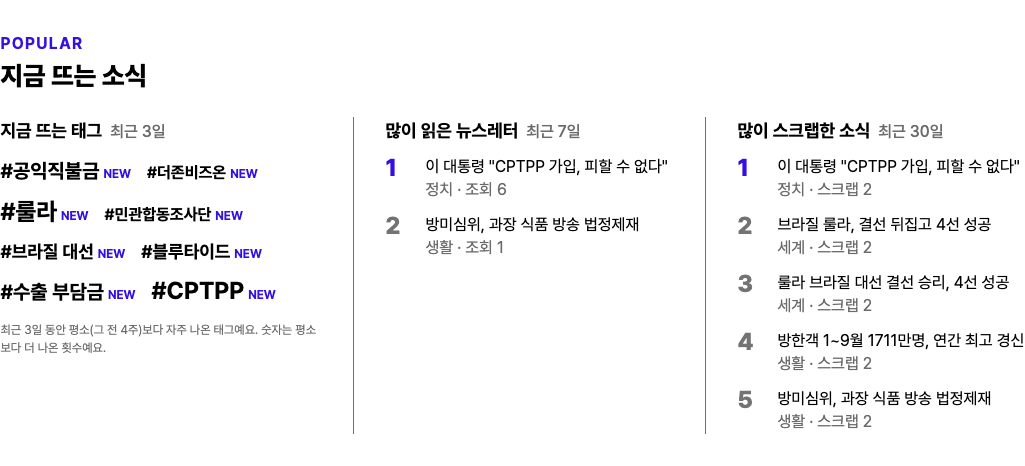 POPULAR
지금 뜨는 소식
지금 뜨는 태그 최근 3일
#공익직불금 NEW #더존비즈온 NEW
#룰라 NEW #민관합동조사단 NEW
#브라질 대선 NEW #블루타이드 NEW
#수출 부담금 NEW #CPTPP NEW
최근 3일 동안 평소(그 전 4주)보다 자주 나온 태그예요. 숫자는 평소
보다 더 나온 횟수예요.
많이 읽은 뉴스레터 최근 7일
1 이 대통령 "CPTPP 가입, 피할 수 없다"
정치 · 조회 6
2 방미심위, 과장 식품 방송 법정제재
생활 · 조회 1
많이 스크랩한 소식 최근 30일
1 이 대통령 "CPTPP 가입, 피할 수 없다"
정치 · 스크랩 2
2 브라질 룰라, 결선 뒤집고 4선 성공
세계 · 스크랩 2
3 룰라 브라질 대선 결선 승리, 4선 성공
세계 · 스크랩 2
4 방한객 1~9월 1711만명, 연간 최고 경신
생활 · 스크랩 2
5 방미심위, 과장 식품 방송 법정제재
생활 · 스크랩 2